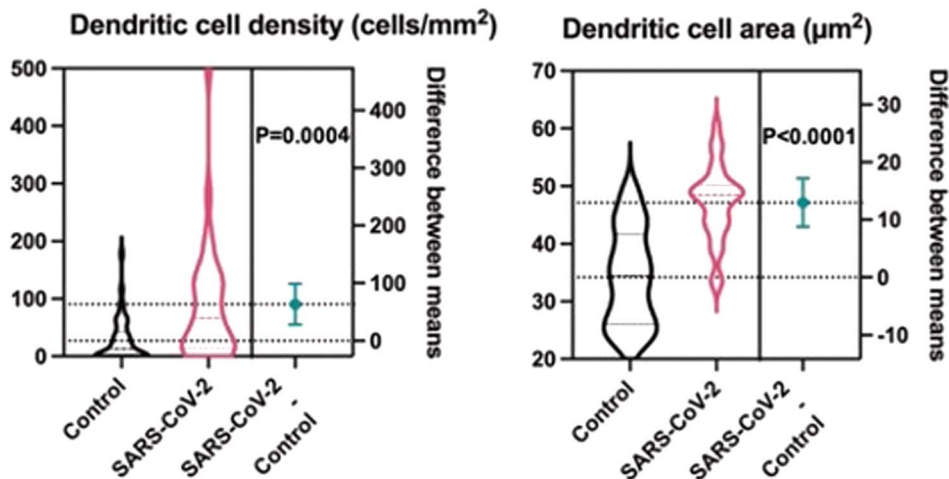 Dendritic cell density (cells/mm²)
500
400
300
200
100
0
P=0.0004
400
300
200
100
0
Difference between means
Control
SARS-CoV-2
SARS-CoV-2
-
Control
Dendritic cell area (µm²)
70
60
50
40
30
20
P<0.0001
30
20
10
0
-10
Difference between means
Control
SARS-CoV-2
SARS-CoV-2
-
Control